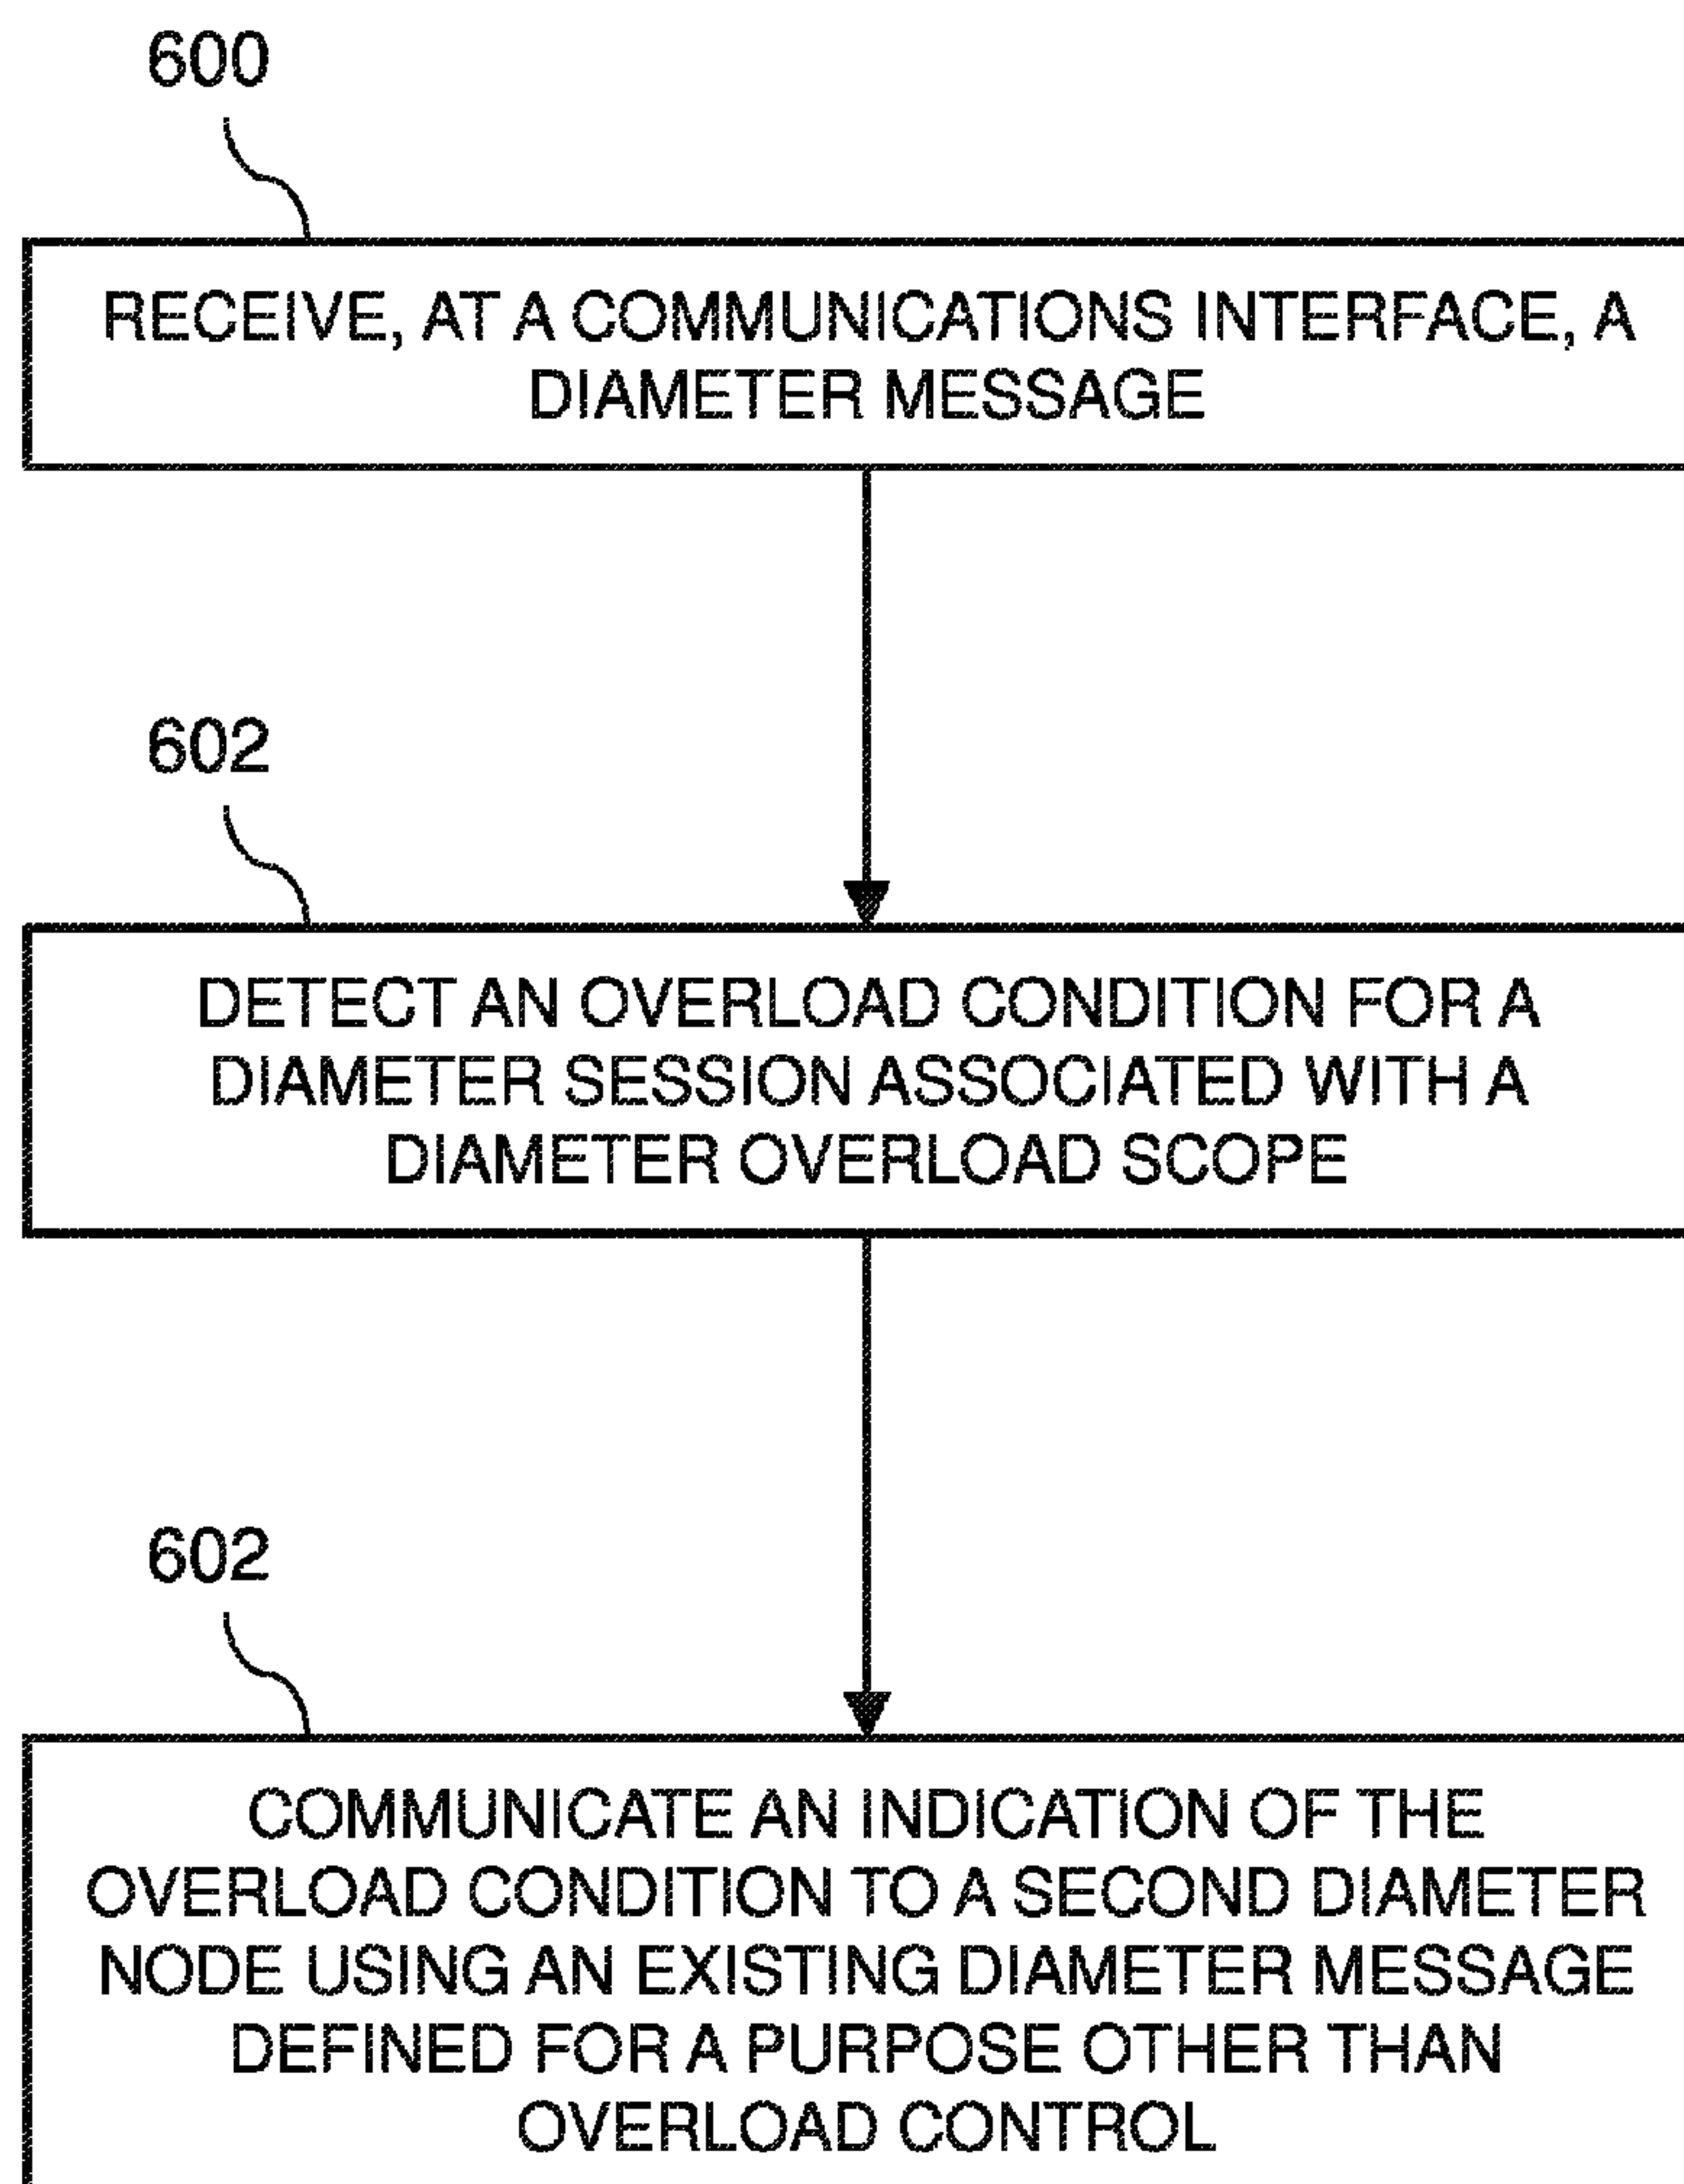 600
RECEIVE, AT A COMMUNICATIONS INTERFACE, A
DIAMETER MESSAGE
602
DETECT AN OVERLOAD CONDITION FOR A
DIAMETER SESSION ASSOCIATED WITH A
DIAMETER OVERLOAD SCOPE
602
COMMUNICATE AN INDICATION OF THE
OVERLOAD CONDITION TO A SECOND DIAMETER
NODE USING AN EXISTING DIAMETER MESSAGE
DEFINED FOR A PURPOSE OTHER THAN
OVERLOAD CONTROL